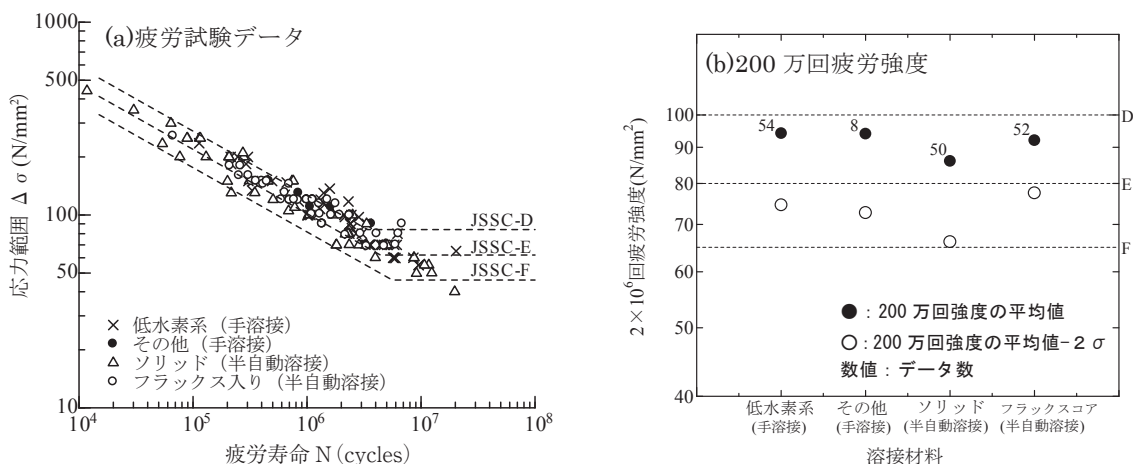 (a)疲労試験データ
1000
500
100
50
10
10⁴
10⁵
10⁶
10⁷
10⁸
応力範囲 Δσ (N/mm²)
疲労寿命 N (cycles)
JSSC-D
JSSC-E
JSSC-F
× 低水素系（手溶接）
● その他（手溶接）
△ ソリッド（半自動溶接）
○ フラックス入り（半自動溶接）
(b)200 万回疲労強度
100
90
80
70
60
50
40
2×10⁶回疲労強度(N/mm²)
D
E
F
54
8
50
52
●：200 万回強度の平均値
○：200 万回強度の平均値−2σ
数値：データ数
低水素系
(手溶接)
その他
(手溶接)
ソリッド
(半自動溶接)
フラックスコア
(半自動溶接)
溶接材料